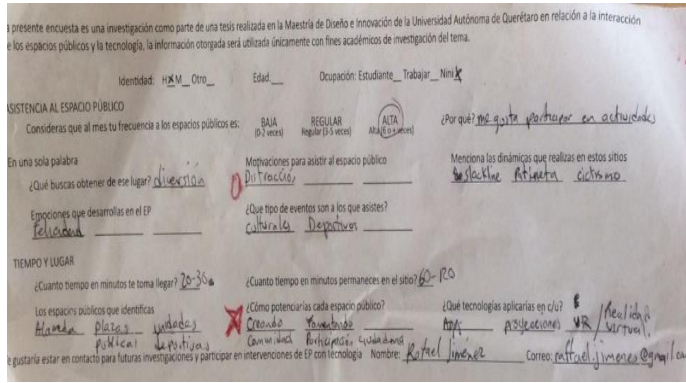 presente encuesta es una investigación como parte de una tesis realizada en la Maestría de Diseño e Innovación de la Universidad Autónoma de Querétaro en relación a la interacción
e los espacios públicos y la tecnología, la información otorgada será utilizada únicamente con fines académicos de investigación del tema.
Identidad: HXM__ Otro__ Edad:__ Ocupación: Estudiante__ Trabajar__ Nini X
ASISTENCIA AL ESPACIO PÚBLICO
Consideras que al mes tu frecuencia a los espacios públicos es: BAJA REGULAR ALTA ¿Por qué? me gusta participar en actividades
(0-2 veces) Regular (3-5 veces) Alta (6 o + veces)
En una sola palabra Motivaciones para asistir al espacio público Menciona las dinámicas que realizas en estos sitios
¿Qué buscas obtener de ese lugar? diversión Distracción slackline Patineta ciclismo
Emociones que desarrollas en el EP ¿Que tipo de eventos son a los que asistes?
Felicidad culturales Deportivos
TIEMPO Y LUGAR
¿Cuanto tiempo en minutos te toma llegar? 20-30 ¿Cuanto tiempo en minutos permaneces en el sitio? 60-120
Los espacios públicos que identificas ¿Cómo potenciarías cada espacio público? ¿Qué tecnologías aplicarías en c/u?
Alameda plazas unidades Creando Fomentando App proyecciones VR / Realidad
publicas deportivas Comunidad Participación ciudadana virtual.
e gustaría estar en contacto para futuras investigaciones y participar en intervenciones de EP con tecnología Nombre: Rafael Jiménez Correo: raffael.jimenes@gmail.co